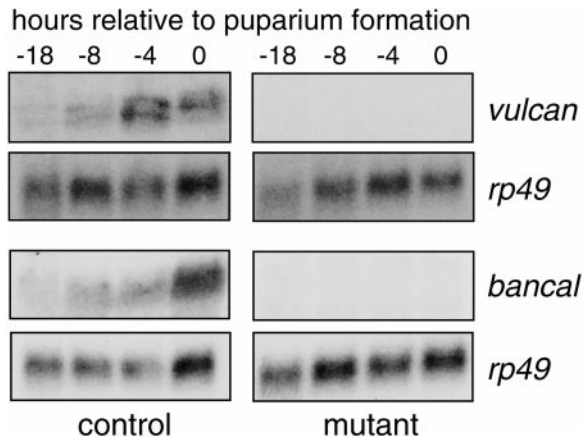 hours relative to puparium formation
-18 -8 -4 0 -18 -8 -4 0
vulcan
rp49
bancal
rp49
control mutant